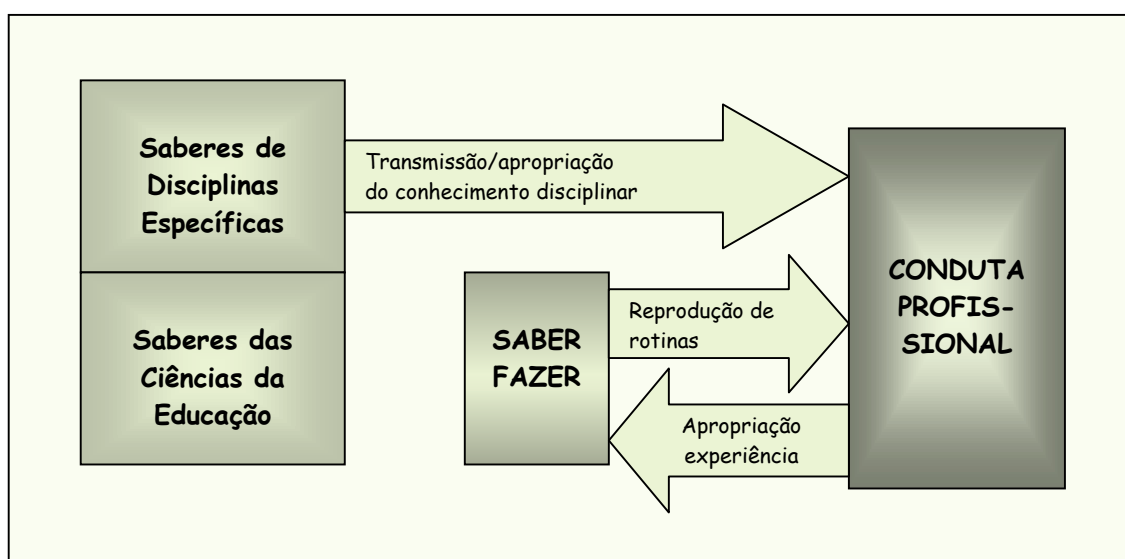 Saberes de
Disciplinas
Específicas
Transmissão/apropriação
do conhecimento disciplinar
Saberes das
Ciências da
Educação
SABER
FAZER
Reprodução de
rotinas
Apropriação
experiência
CONDUTA
PROFIS-
SIONAL